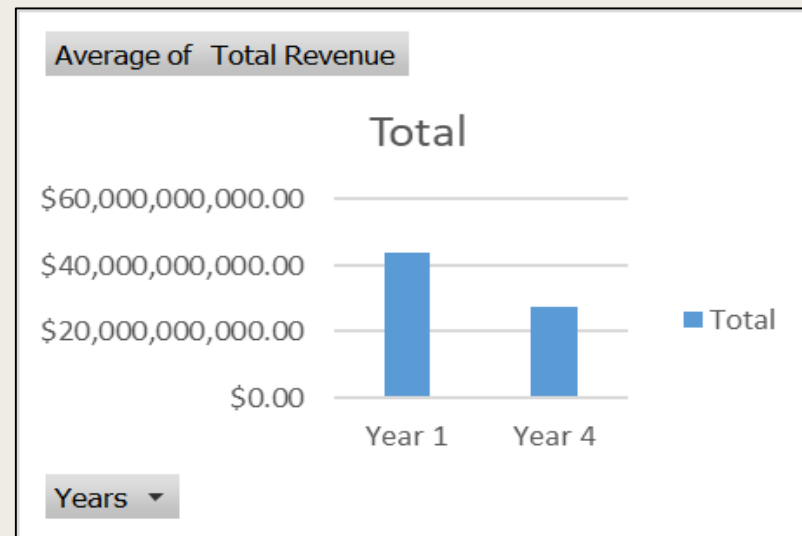 Average of  Total Revenue
Total
$60,000,000,000.00
$40,000,000,000.00
$20,000,000,000.00
$0.00
Total
Year 1 Year 4
Years